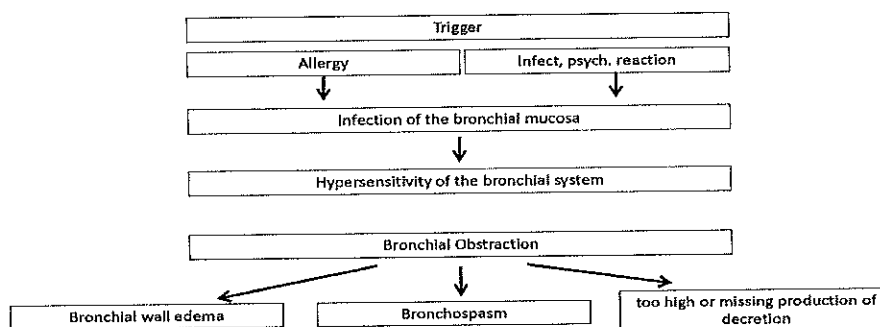 Trigger
Allergy
Infect, psych. reaction
Infection of the bronchial mucosa
Hypersensitivity of the bronchial system
Bronchial Obstraction
Bronchial wall edema
Bronchospasm
too high or missing production of
decretion